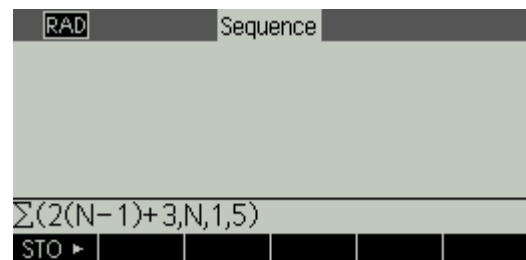 RAD Sequence
∑(2(N−1)+3,N,1,5)
STO ►